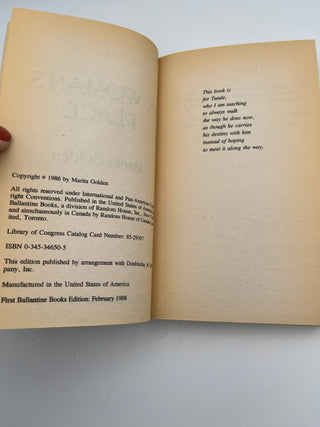 Copyright © 1986 by Marita Golden
All rights reserved under International and Pan-American
right Conventions. Published in the United States of America
Ballantine Books, a division of Random House, Inc., New
and simultaneously in Canada by Random House of Canada
ited, Toronto.
Library of Congress Catalog Card Number: 85-29397
ISBN 0-345-34650-5
This edition published by arrangement with Doubleday &
pany, Inc.
Manufactured in the United States of America
First Ballantine Books Edition: February 1988
This book is
for Tunde,
who I am teaching
to always walk
the way he does now,
as though he carries
his destiny with him
instead of hoping
to meet it along the way.